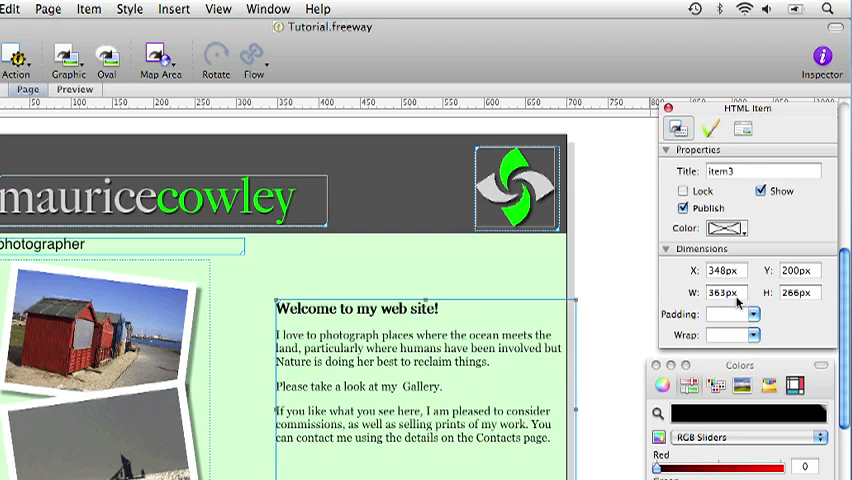 Edit Page Item Style Insert View Window Help
Tutorial.freeway
Action Graphic Oval Map Area Rotate Flow Inspector
Page Preview
50 100 150 200 250 300 350 400 450 500 550 600 650 700 750
HTML Item
Properties
Title: item3
Lock Show
Publish
Color:
Dimensions
X: 348px Y: 200px
W: 363px H: 266px
Padding:
Wrap:
Colors
RGB Sliders
Red
0
mauricecowley
photographer
Welcome to my web site!
I love to photograph places where the ocean meets the
land, particularly where humans have been involved but
Nature is doing her best to reclaim things.
Please take a look at my Gallery.
If you like what you see here, I am pleased to consider
commissions, as well as selling prints of my work. You
can contact me using the details on the Contacts page.